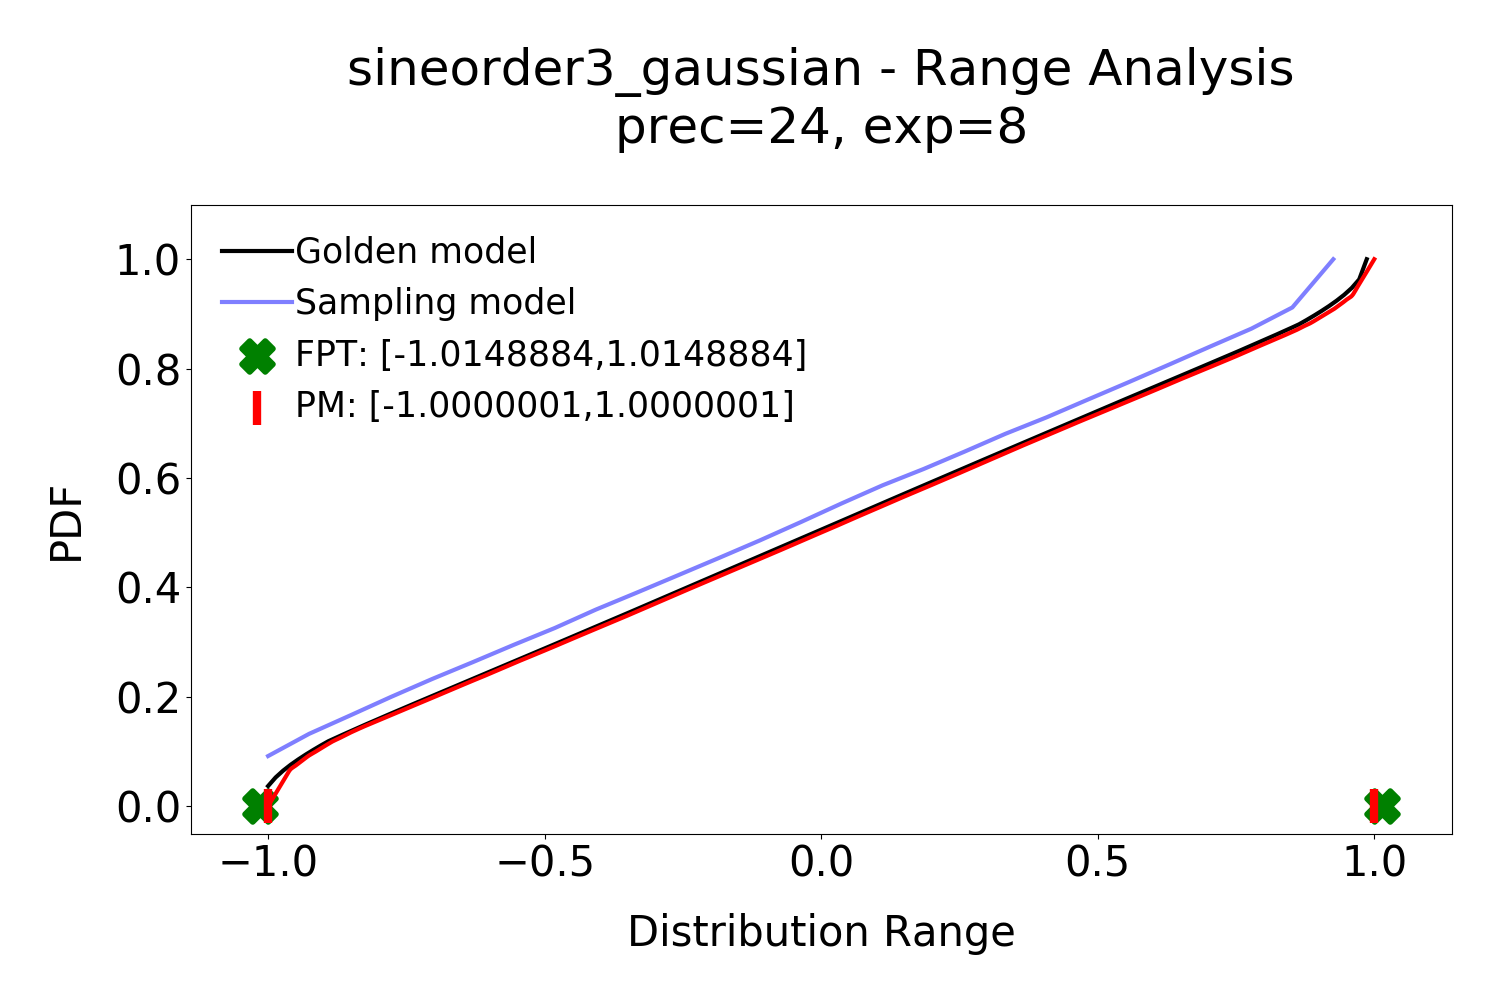 sineorder3_gaussian - Range Analysis
prec=24, exp=8
Golden model
Sampling model
FPT: [-1.0148884,1.0148884]
PM: [-1.0000001,1.0000001]
PDF
1.0
0.8
0.6
0.4
0.2
0.0
−1.0 −0.5 0.0 0.5 1.0
Distribution Range